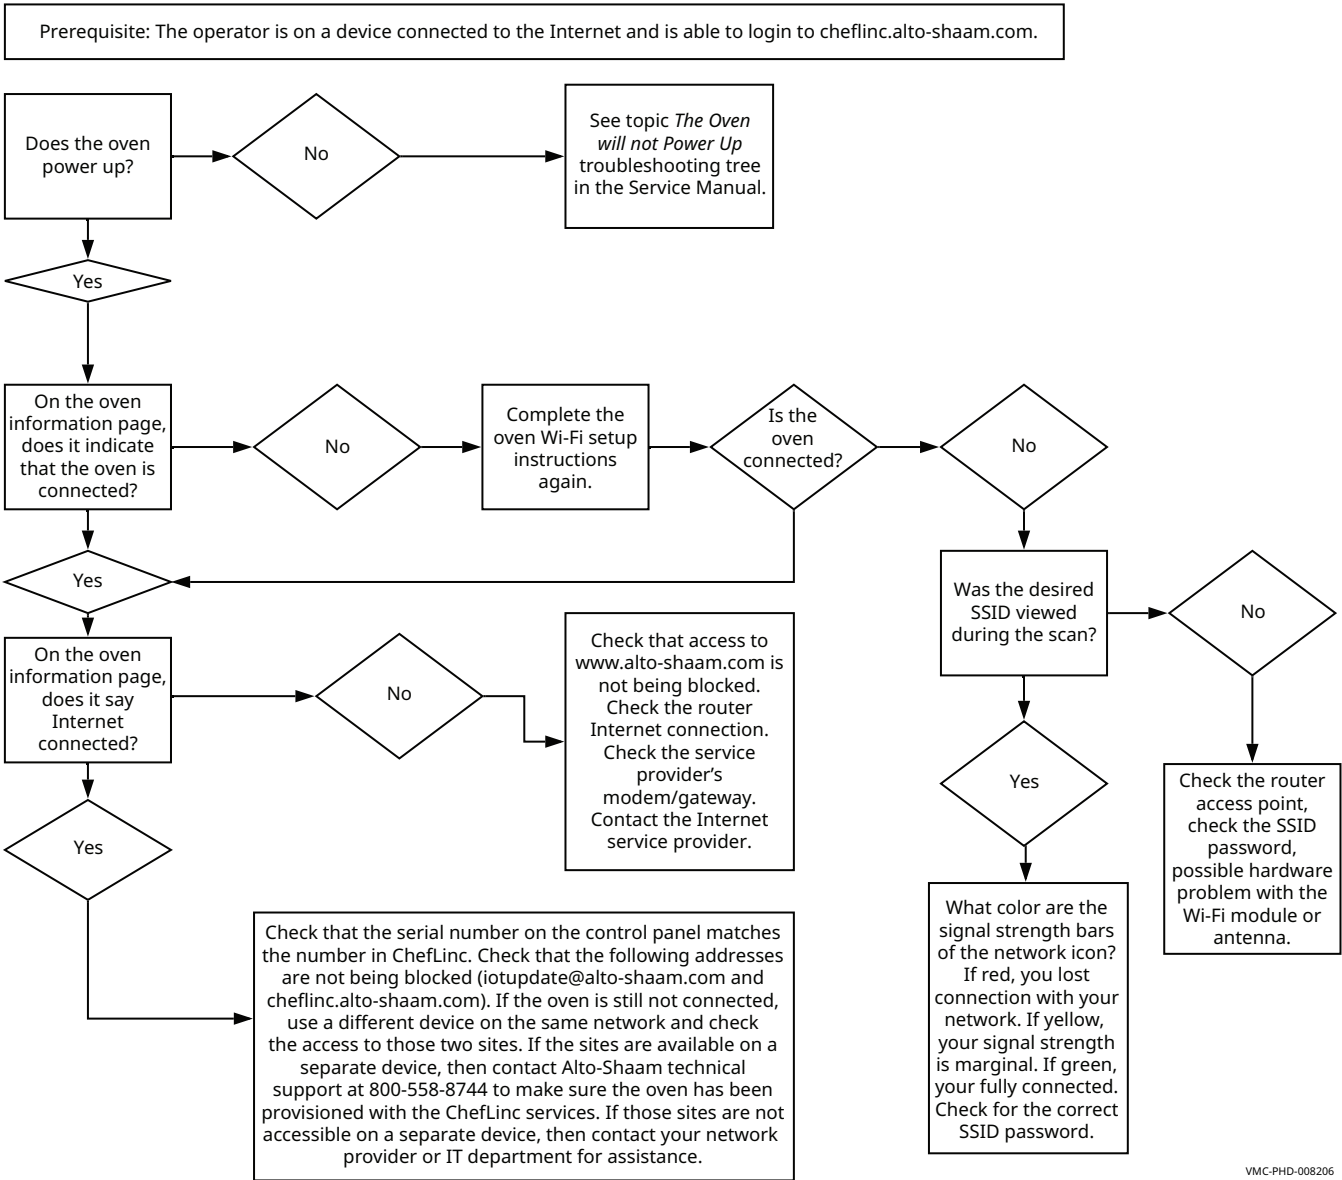 Prerequisite: The operator is on a device connected to the Internet and is able to login to cheflinc.alto-shaam.com.
Does the oven
power up?
No
See topic The Oven
will not Power Up
troubleshooting tree
in the Service Manual.
Yes
On the oven
information page,
does it indicate
that the oven is
connected?
No
Complete the
oven Wi-Fi setup
instructions
again.
Is the
oven
connected?
No
Yes
Was the desired
SSID viewed
during the scan?
No
On the oven
information page,
does it say
Internet
connected?
No
Check that access to
www.alto-shaam.com is
not being blocked.
Check the router
Internet connection.
Check the service
provider’s
modem/gateway.
Contact the Internet
service provider.
Yes
Check the router
access point,
check the SSID
password,
possible hardware
problem with the
Wi-Fi module or
antenna.
Yes
What color are the
signal strength bars
of the network icon?
If red, you lost
connection with your
network. If yellow,
your signal strength
is marginal. If green,
your fully connected.
Check for the correct
SSID password.
Check that the serial number on the control panel matches
the number in ChefLinc. Check that the following addresses
are not being blocked (iotupdate@alto-shaam.com and
cheflinc.alto-shaam.com). If the oven is still not connected,
use a different device on the same network and check
the access to those two sites. If the sites are available on a
separate device, then contact Alto-Shaam technical
support at 800-558-8744 to make sure the oven has been
provisioned with the ChefLinc services. If those sites are not
accessible on a separate device, then contact your network
provider or IT department for assistance.
VMC-PHD-008206